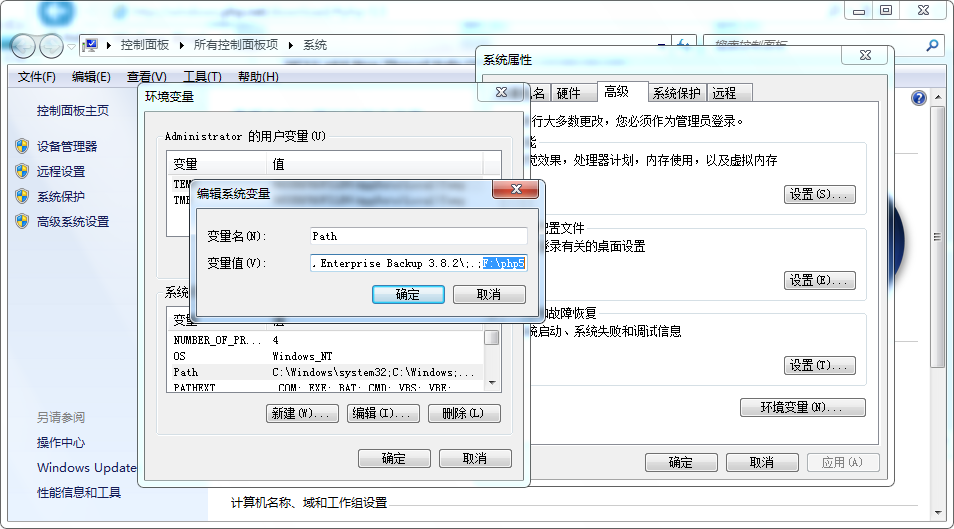 控制面板 ▸ 所有控制面板项 ▸ 系统
搜索控制面板
文件(F) 编辑(E) 查看(V) 工具(T) 帮助(H)
控制面板主页
设备管理器
远程设置
系统保护
高级系统设置
另请参阅
操作中心
Windows Update
性能信息和工具
计算机名称、域和工作组设置
系统属性
名 硬件 高级 系统保护 远程
行大多数更改，您必须作为管理员登录。
觉效果，处理器计划，内存使用，以及虚拟内存
设置(S)...
配置文件
登录有关的桌面设置
设置(E)...
和故障恢复
统启动、系统失败和调试信息
设置(T)...
环境变量(N)...
确定 取消 应用(A)
环境变量
Administrator 的用户变量(U)
变量 值
TEM
系统
变量 值
NUMBER_OF_PR... 4
OS Windows_NT
Path C:\Windows\system32;C:\Windows;...
PATHEXT .COM;.EXE;.BAT;.CMD;.VBS;.VBE;
新建(W)... 编辑(I)... 删除(L)
确定 取消
编辑系统变量
变量名(N): Path
变量值(V): . Enterprise Backup 3.8.2\;.;F:\php5
确定 取消